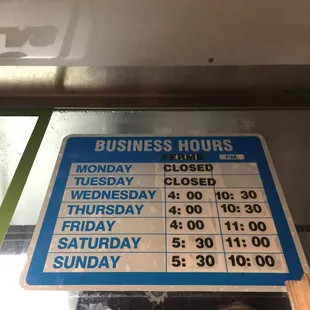 BUSINESS HOURS
P.M.
MONDAY CLOSED
TUESDAY CLOSED
WEDNESDAY 4:00 10:30
THURSDAY 4:00 10:30
FRIDAY 4:00 11:00
SATURDAY 5:30 11:00
SUNDAY 5:30 10:00